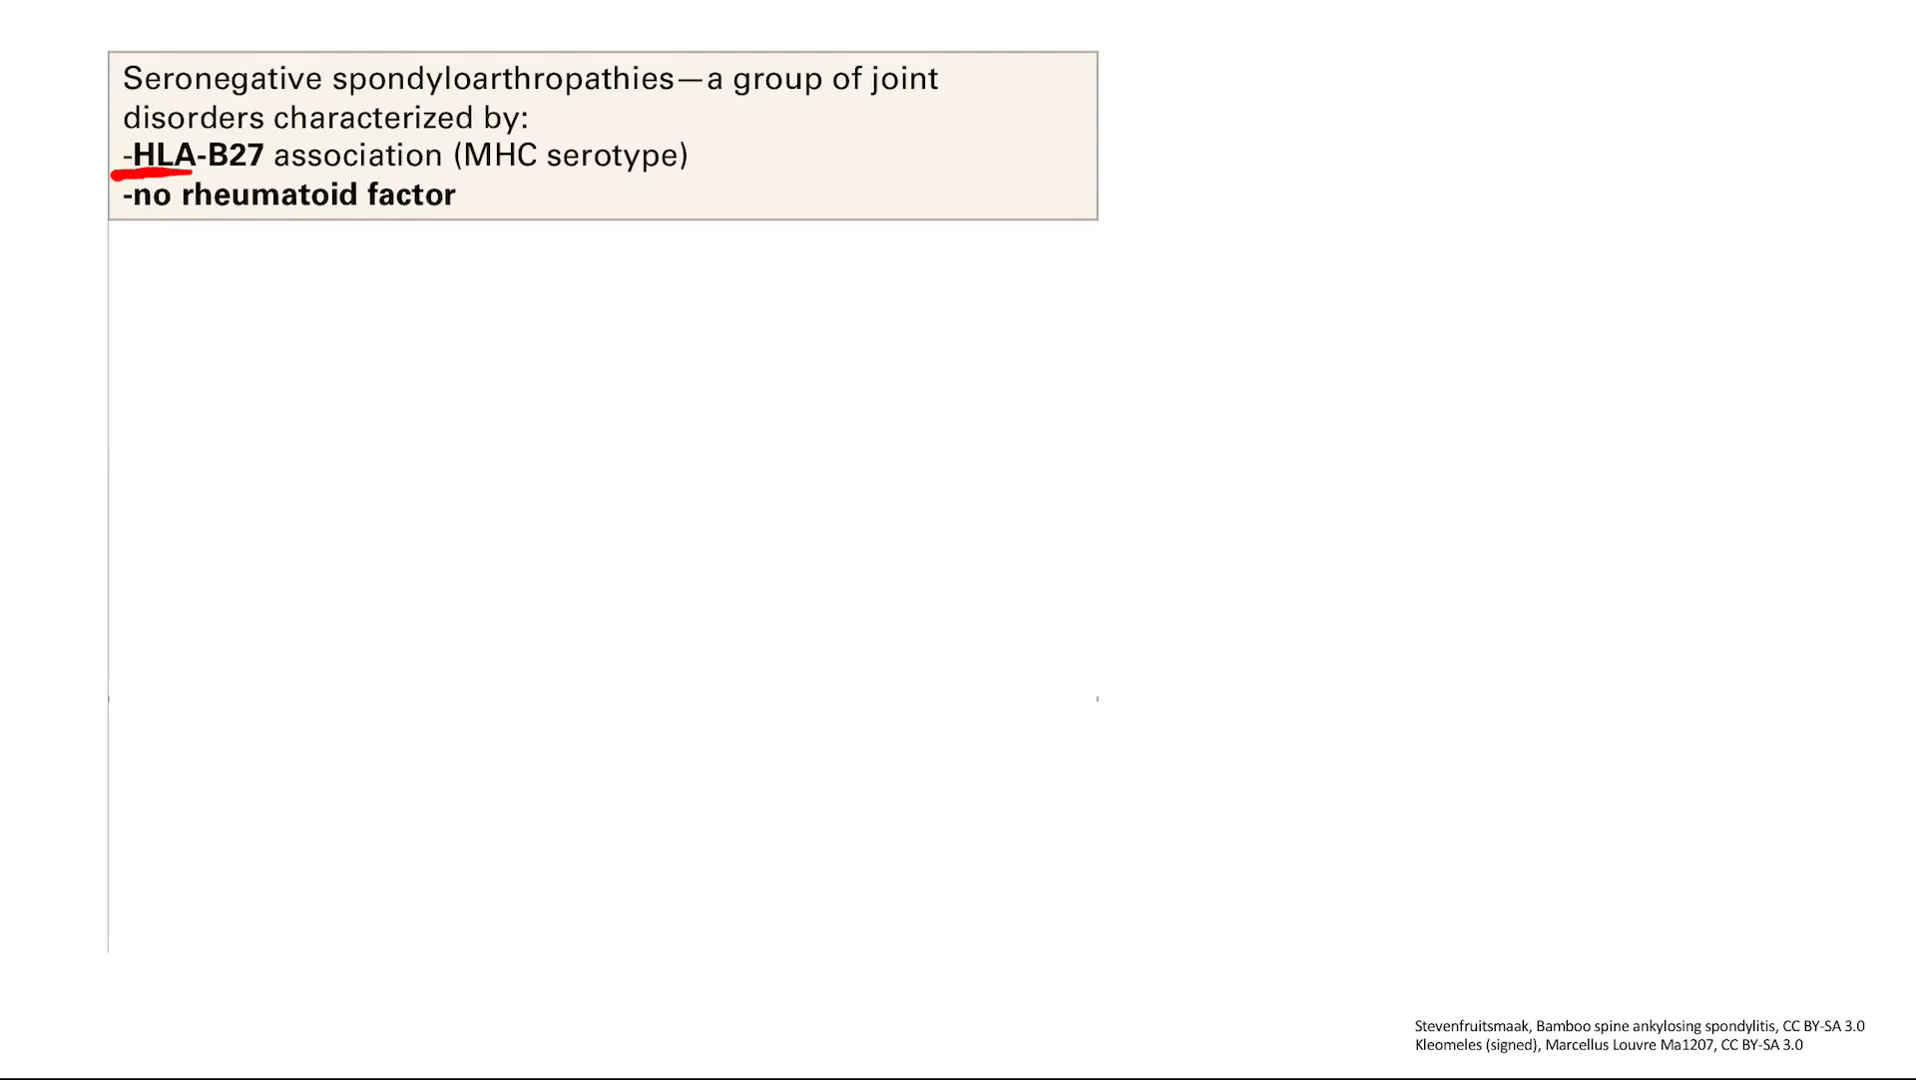 Seronegative spondyloarthropathies—a group of joint
disorders characterized by:
-HLA-B27 association (MHC serotype)
-no rheumatoid factor
Stevenfruitsmaak, Bamboo spine ankylosing spondylitis, CC BY-SA 3.0
Kleomeles (signed), Marcellus Louvre Ma1207, CC BY-SA 3.0